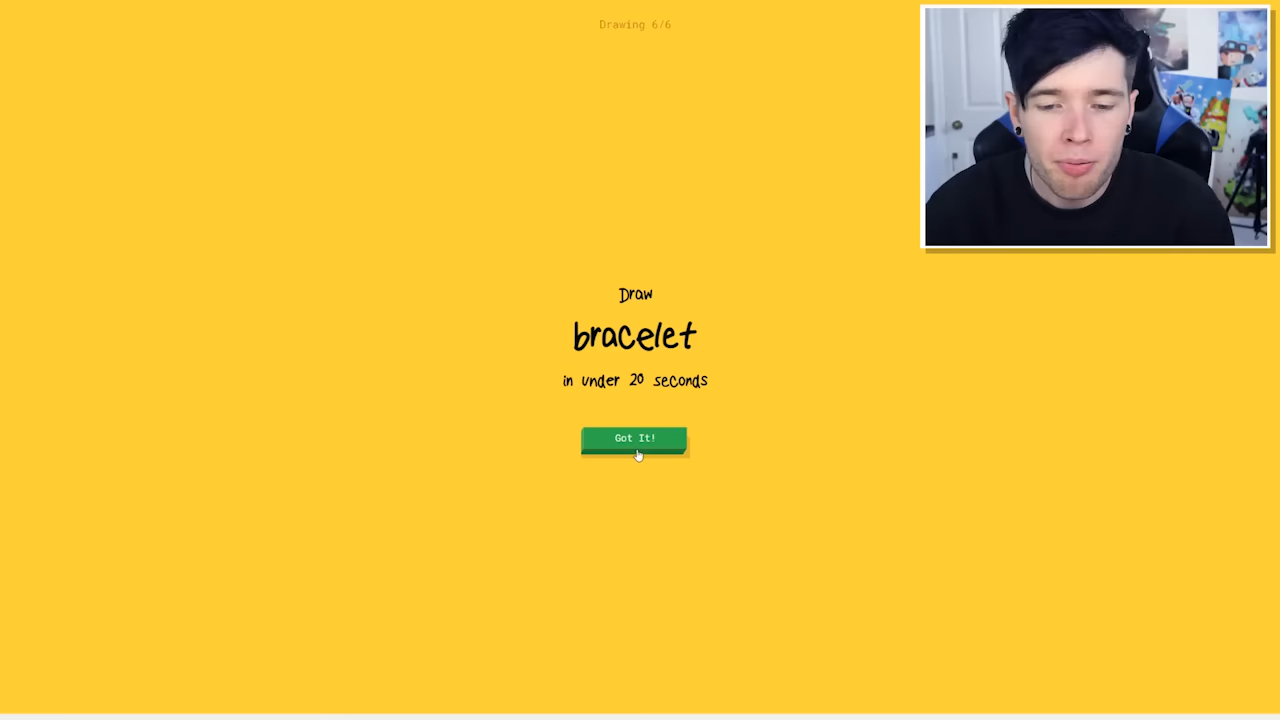 Drawing 6/6
Draw
bracelet
in under 20 seconds
Got It!